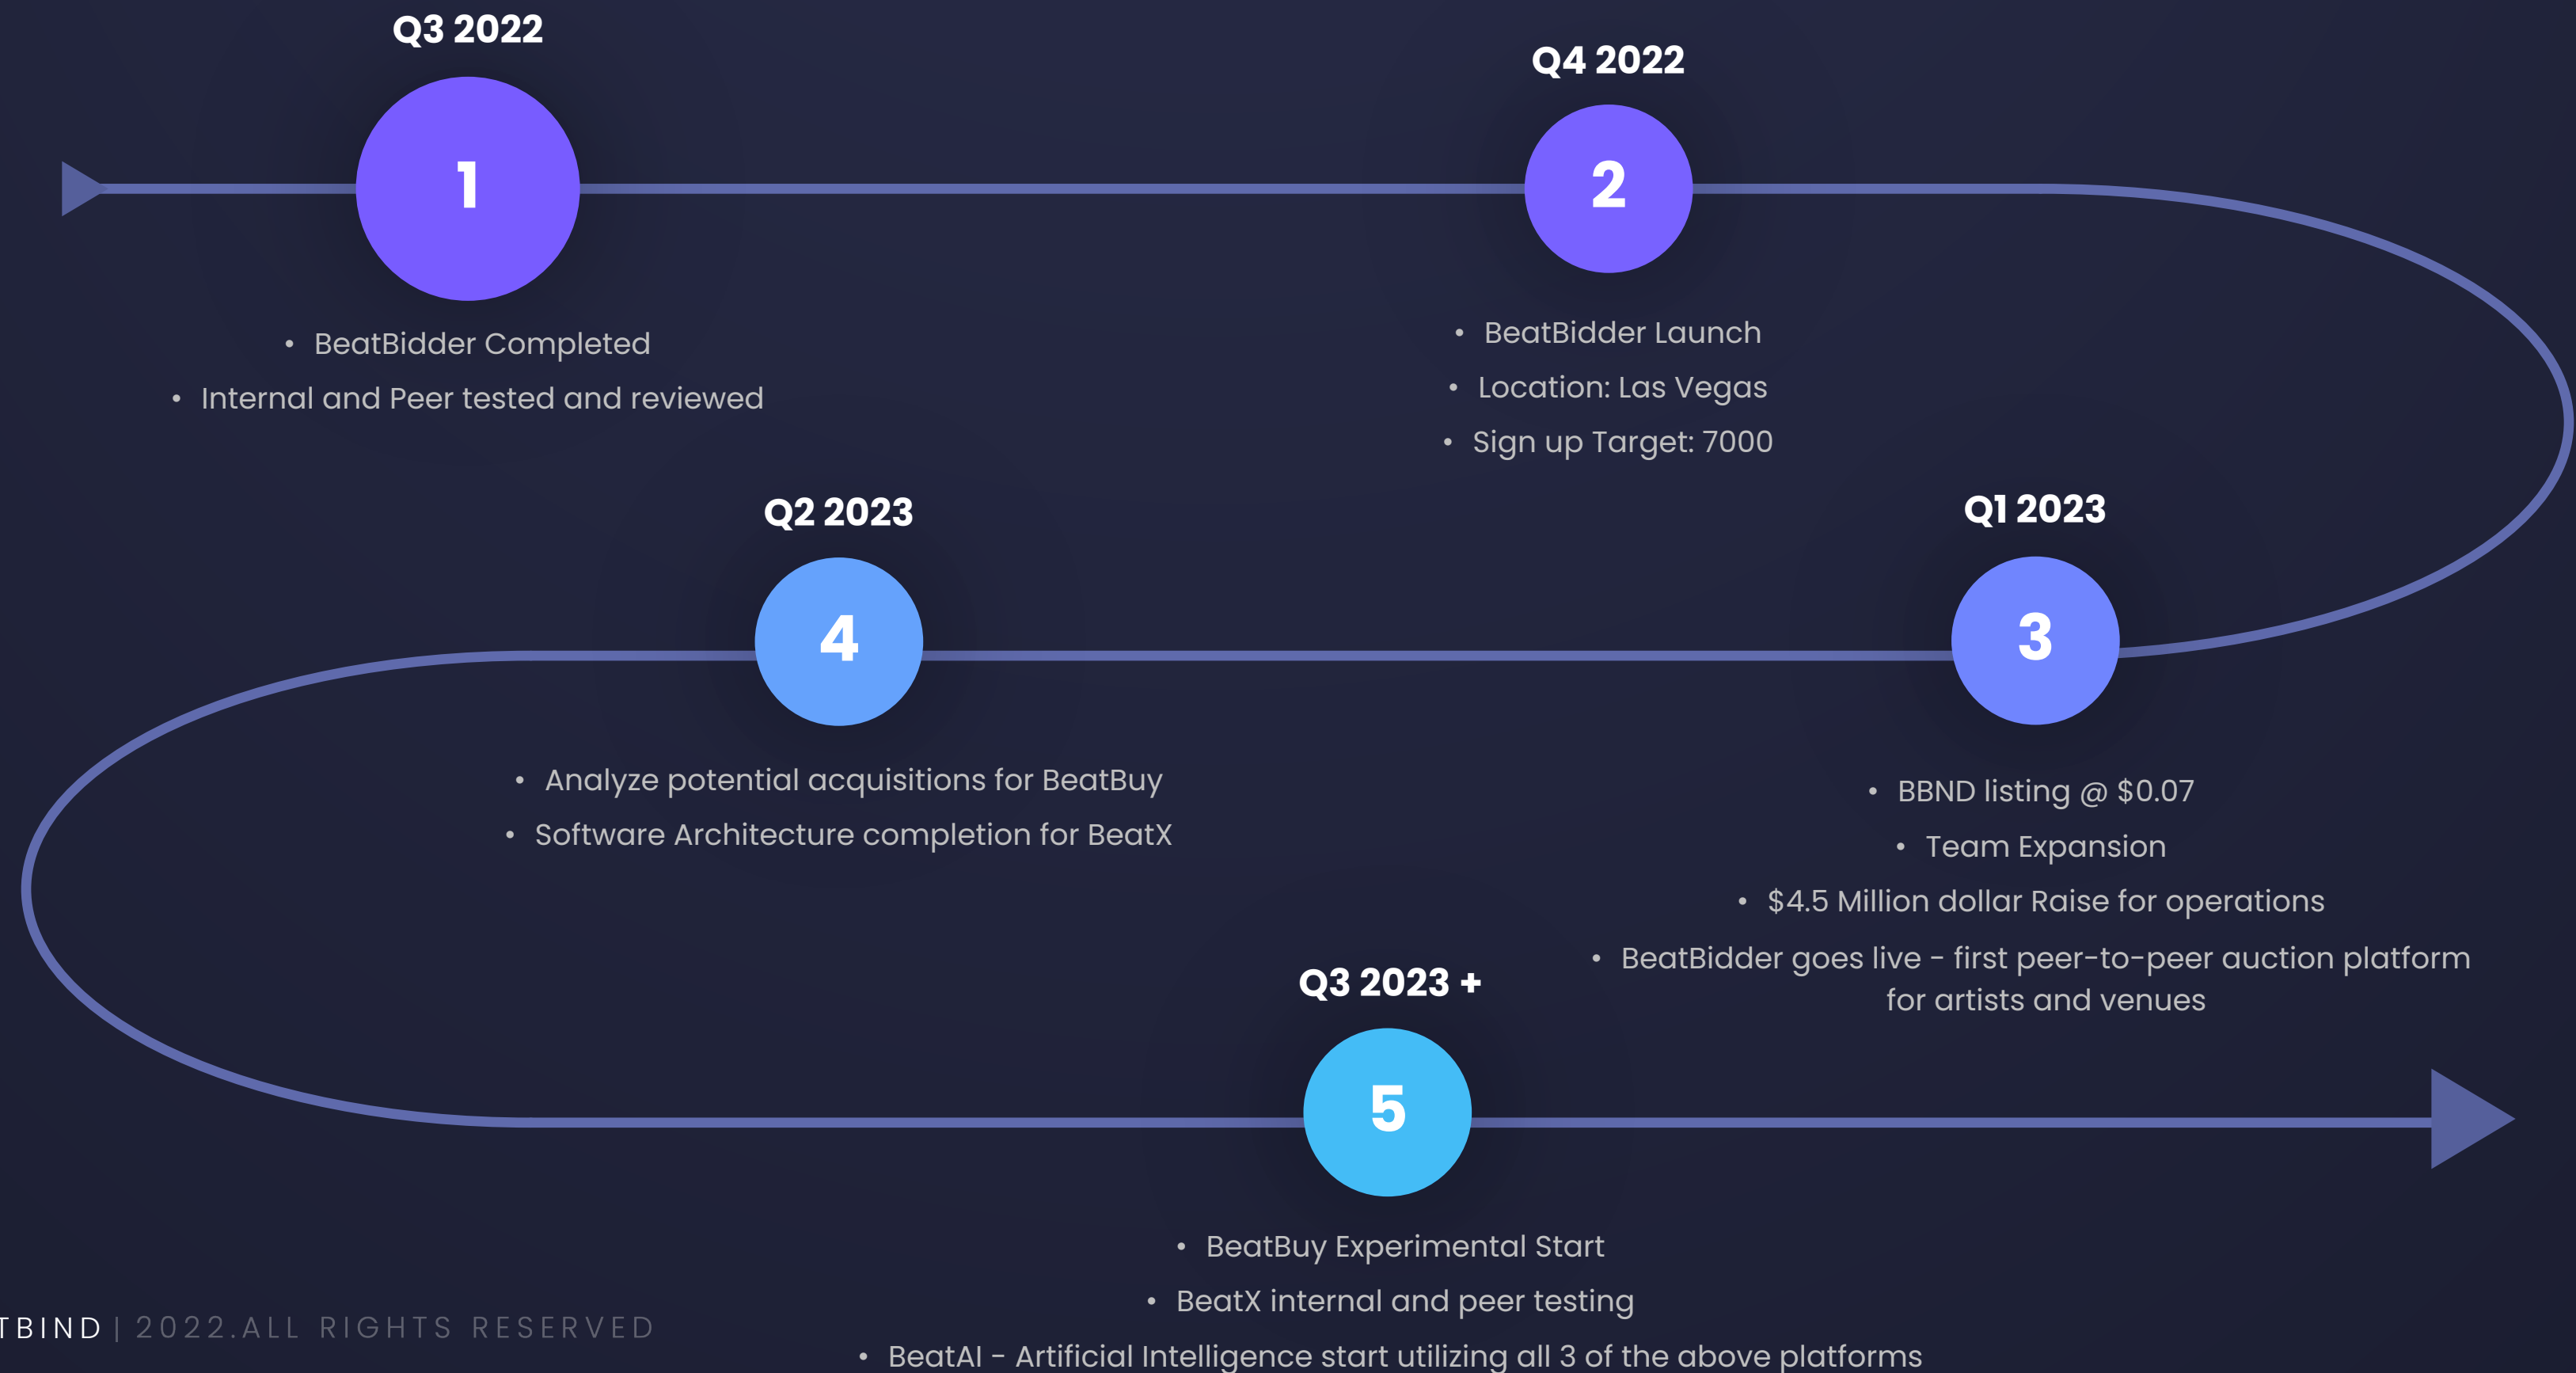 Q3 2022
1
• BeatBidder Completed
• Internal and Peer tested and reviewed
Q4 2022
2
• BeatBidder Launch
• Location: Las Vegas
• Sign up Target: 7000
Q1 2023
3
• BBND listing @ $0.07
• Team Expansion
• $4.5 Million dollar Raise for operations
• BeatBidder goes live - first peer-to-peer auction platform
for artists and venues
Q2 2023
4
• Analyze potential acquisitions for BeatBuy
• Software Architecture completion for BeatX
Q3 2023 +
5
• BeatBuy Experimental Start
• BeatX internal and peer testing
• BeatAI - Artificial Intelligence start utilizing all 3 of the above platforms
TBIND | 2022.ALL RIGHTS RESERVED